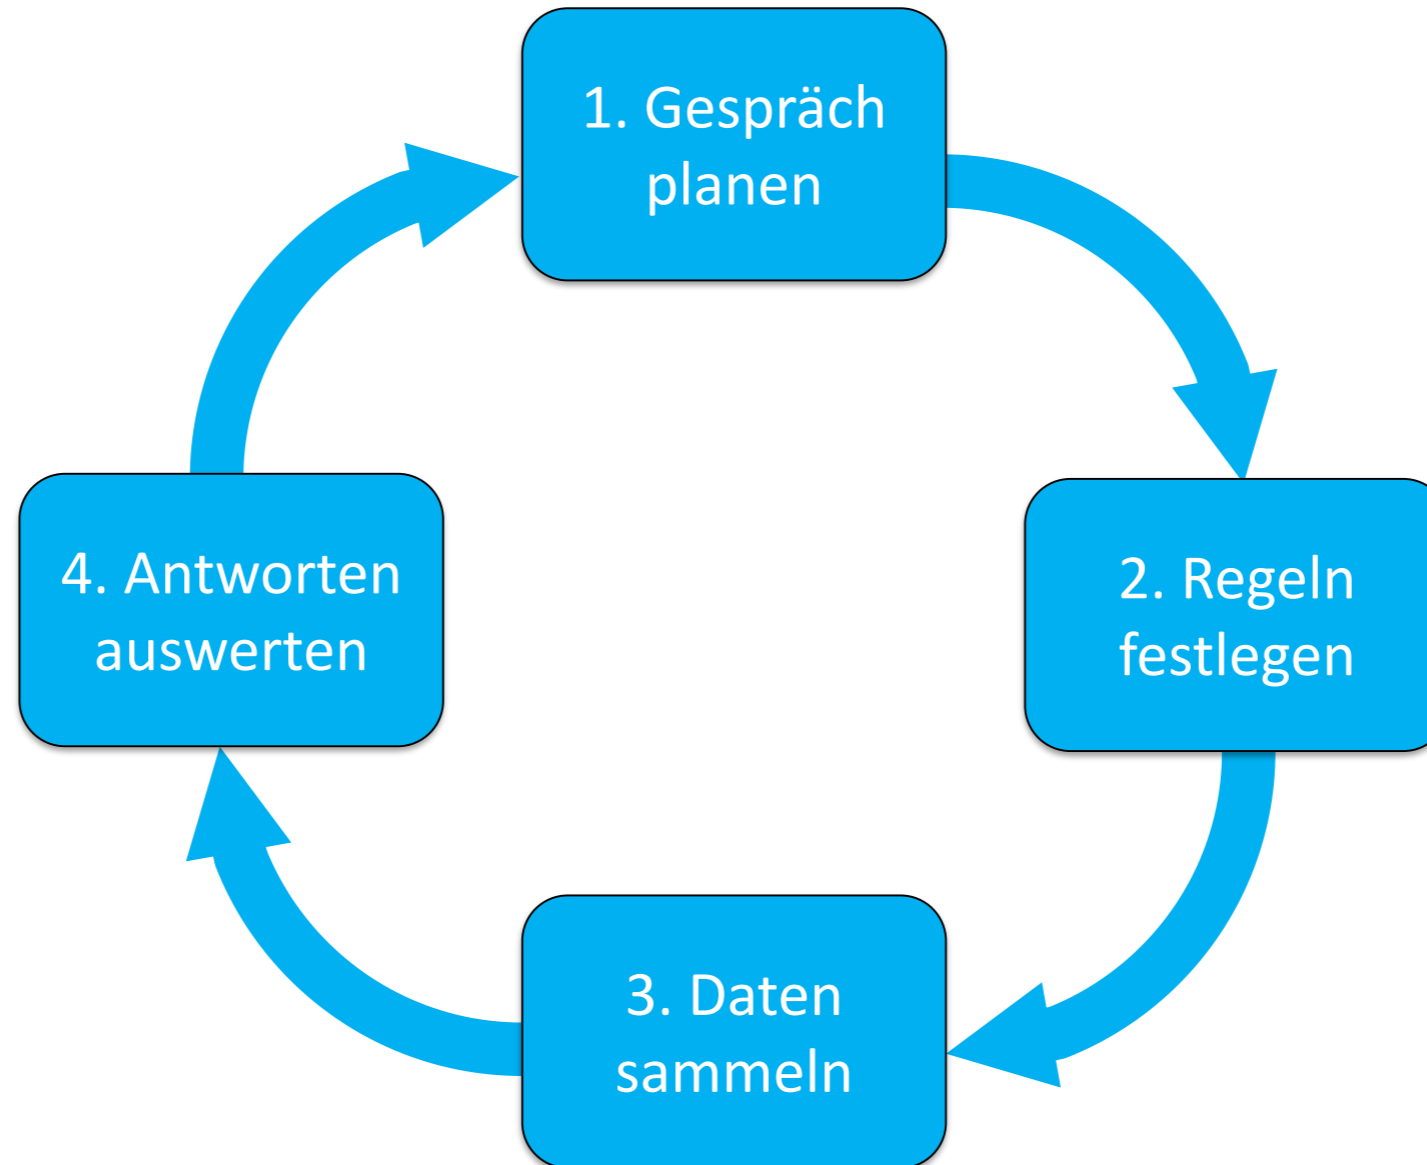 1. Gespräch
planen
2. Regeln
festlegen
3. Daten
sammeln
4. Antworten
auswerten